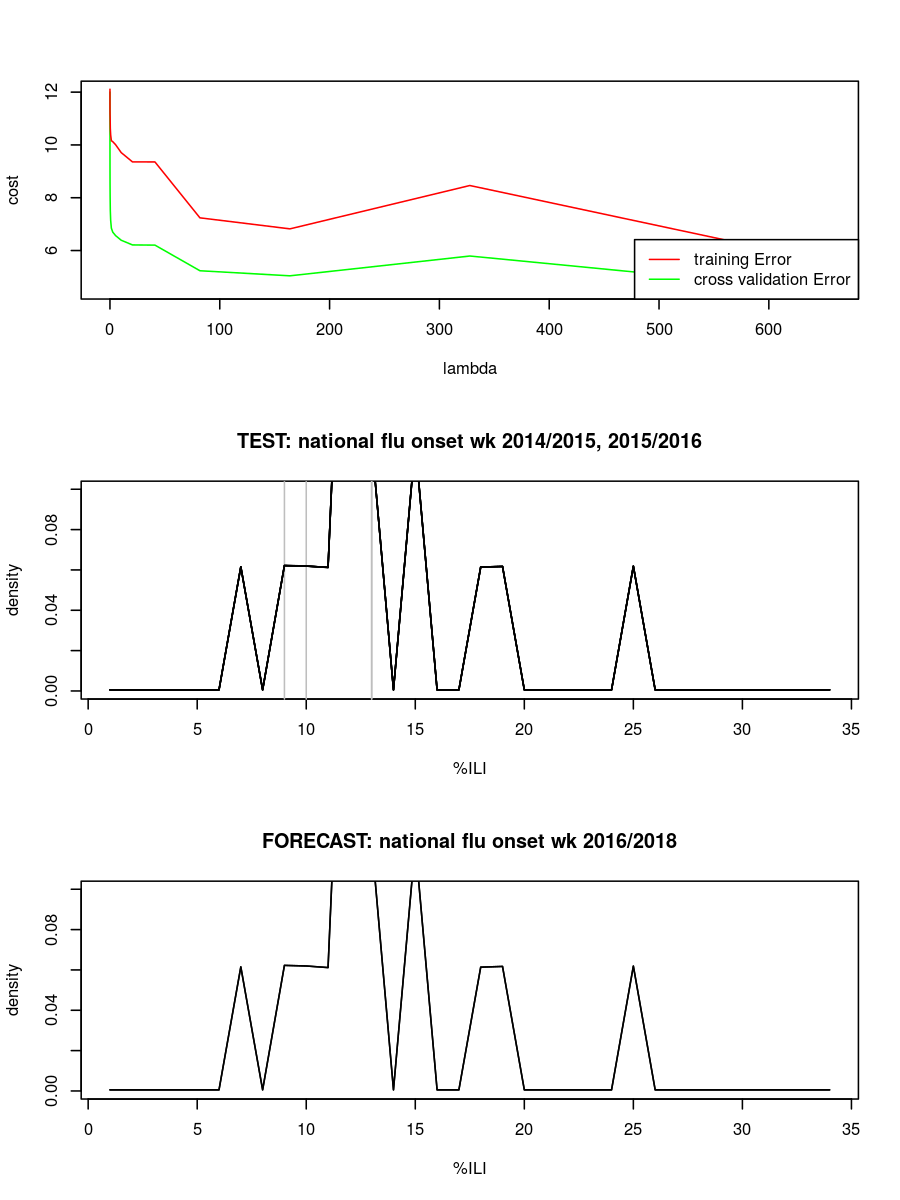 12
10
8
6
cost
training Error
cross validation Error
0 100 200 300 400 500 600
lambda
TEST: national flu onset wk 2014/2015, 2015/2016
0.08
0.04
0.00
density
0 5 10 15 20 25 30 35
%ILI
FORECAST: national flu onset wk 2016/2018
0.08
0.04
0.00
density
0 5 10 15 20 25 30 35
%ILI